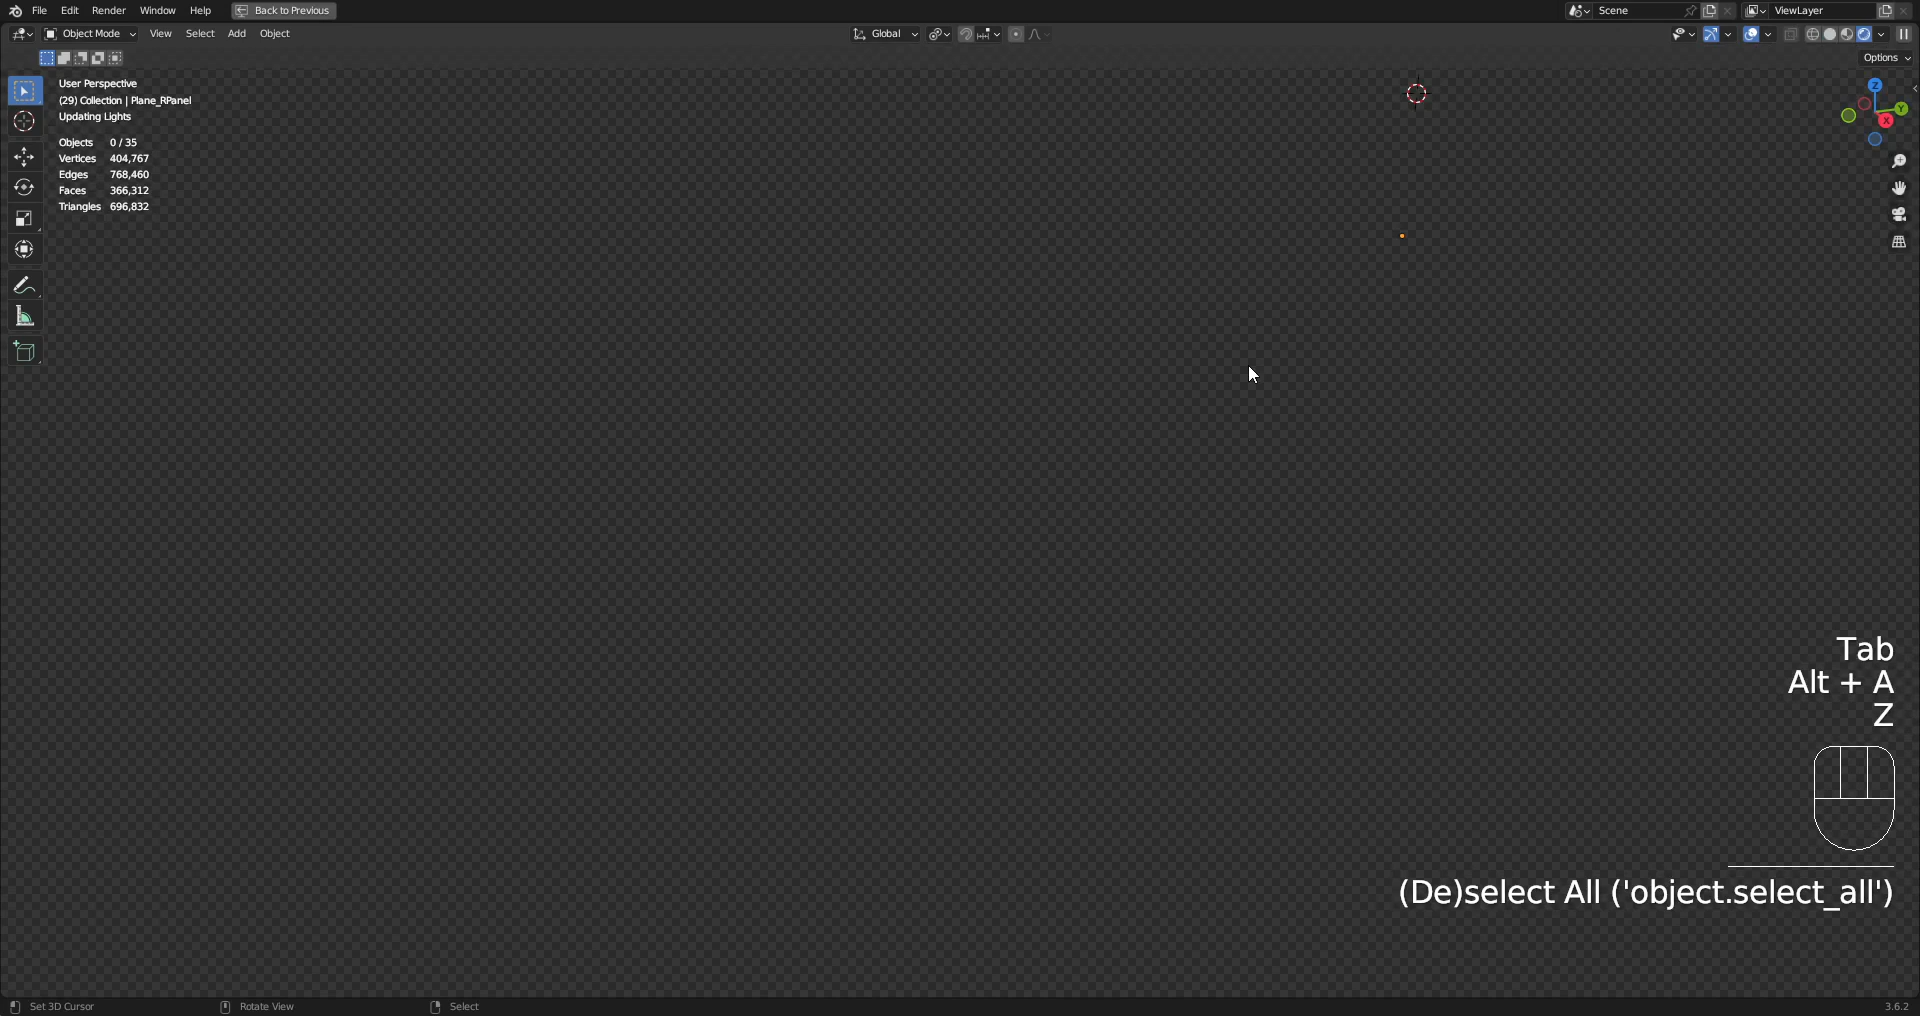 File Edit Render Window Help Back to Previous Scene ViewLayer
Object Mode View Select Add Object Global
Options
User Perspective
(29) Collection | Plane_RPanel
Updating Lights
Objects 0 / 35
Vertices 404,767
Edges 768,460
Faces 366,312
Triangles 696,832
Z
Y
X
Tab
Alt + A
Z
(De)select All ('object.select_all')
Set 3D Cursor Rotate View Select 3.6.2